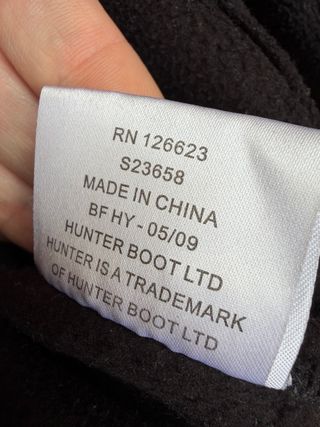 RN 126623
S23658
MADE IN CHINA
BF HY - 05/09
HUNTER BOOT LTD
HUNTER IS A TRADEMARK
OF HUNTER BOOT LTD